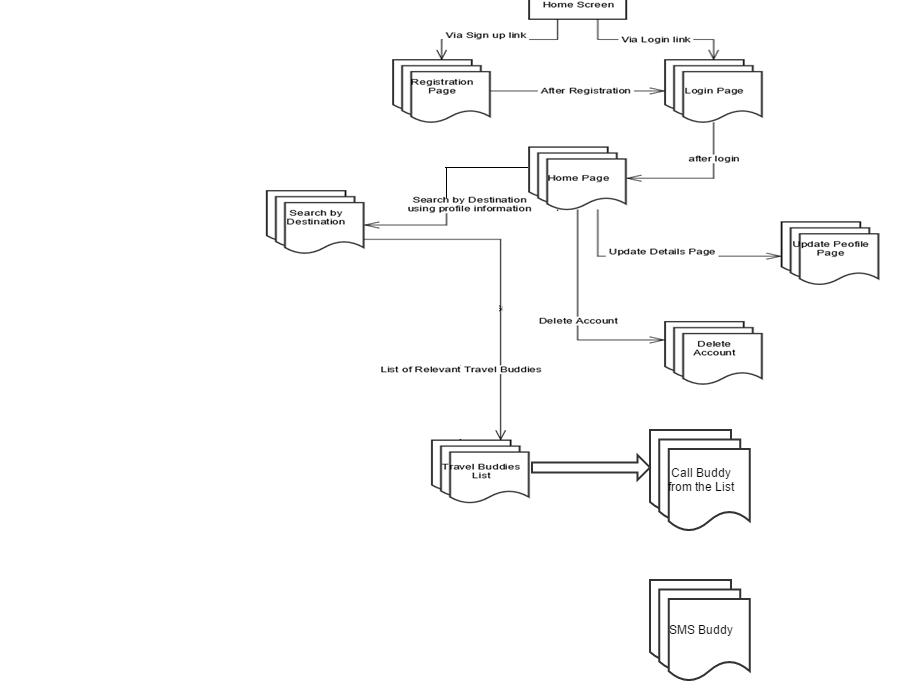 Home Screen
Via Sign up link
Via Login link
Registration
Page
After Registration
Login Page
after login
Home Page
Search by Destination
using profile information
Search by
Destination
Update Details Page
Update Peofile
Page
Delete Account
Delete
Account
List of Relevant Travel Buddies
Travel Buddies
List
Call Buddy
from the List
SMS Buddy